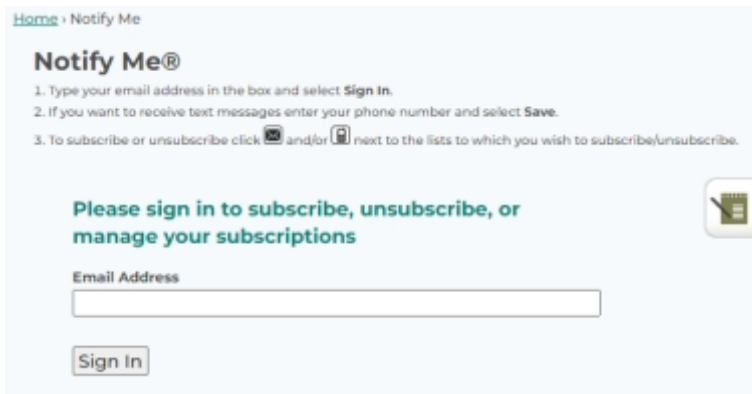 Home › Notify Me
Notify Me®
1. Type your email address in the box and select Sign In.
2. If you want to receive text messages enter your phone number and select Save.
3. To subscribe or unsubscribe click and/or next to the lists to which you wish to subscribe/unsubscribe.
Please sign in to subscribe, unsubscribe, or
manage your subscriptions
Email Address
Sign In